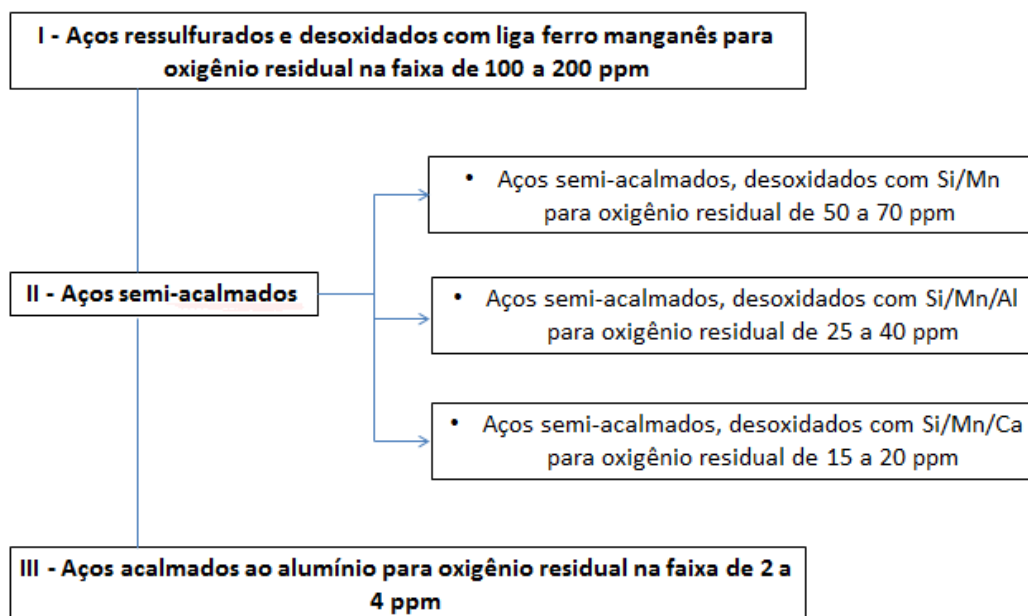 I - Aços ressulfurados e desoxidados com liga ferro manganês para
oxigênio residual na faixa de 100 a 200 ppm
• Aços semi-acalmados, desoxidados com Si/Mn
para oxigênio residual de 50 a 70 ppm
II - Aços semi-acalmados
• Aços semi-acalmados, desoxidados com Si/Mn/Al
para oxigênio residual de 25 a 40 ppm
• Aços semi-acalmados, desoxidados com Si/Mn/Ca
para oxigênio residual de 15 a 20 ppm
III - Aços acalmados ao alumínio para oxigênio residual na faixa de 2 a
4 ppm